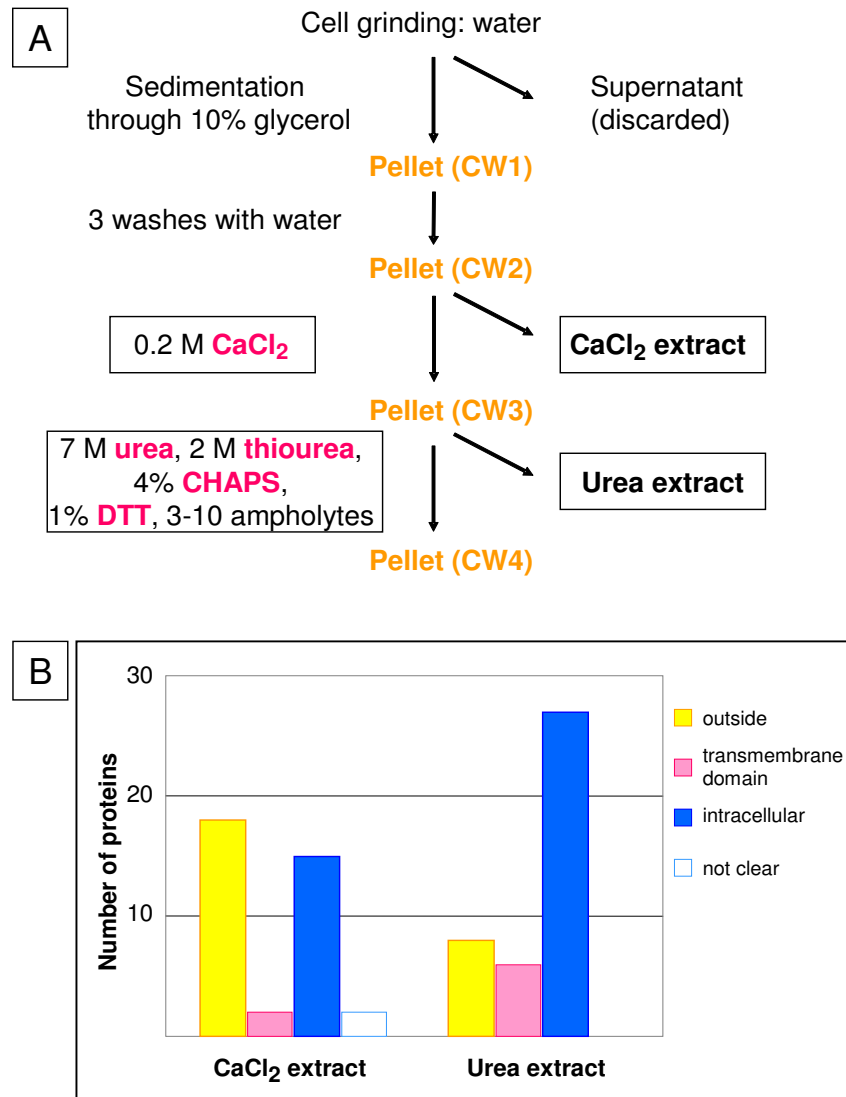 A
Cell grinding: water
Sedimentation
through 10% glycerol
Supernatant
(discarded)
Pellet (CW1)
3 washes with water
Pellet (CW2)
0.2 M CaCl₂
CaCl₂ extract
Pellet (CW3)
7 M urea, 2 M thiourea,
4% CHAPS,
1% DTT, 3-10 ampholytes
Urea extract
Pellet (CW4)
B
Number of proteins
30
20
10
outside
transmembrane
domain
intracellular
not clear
CaCl₂ extract
Urea extract